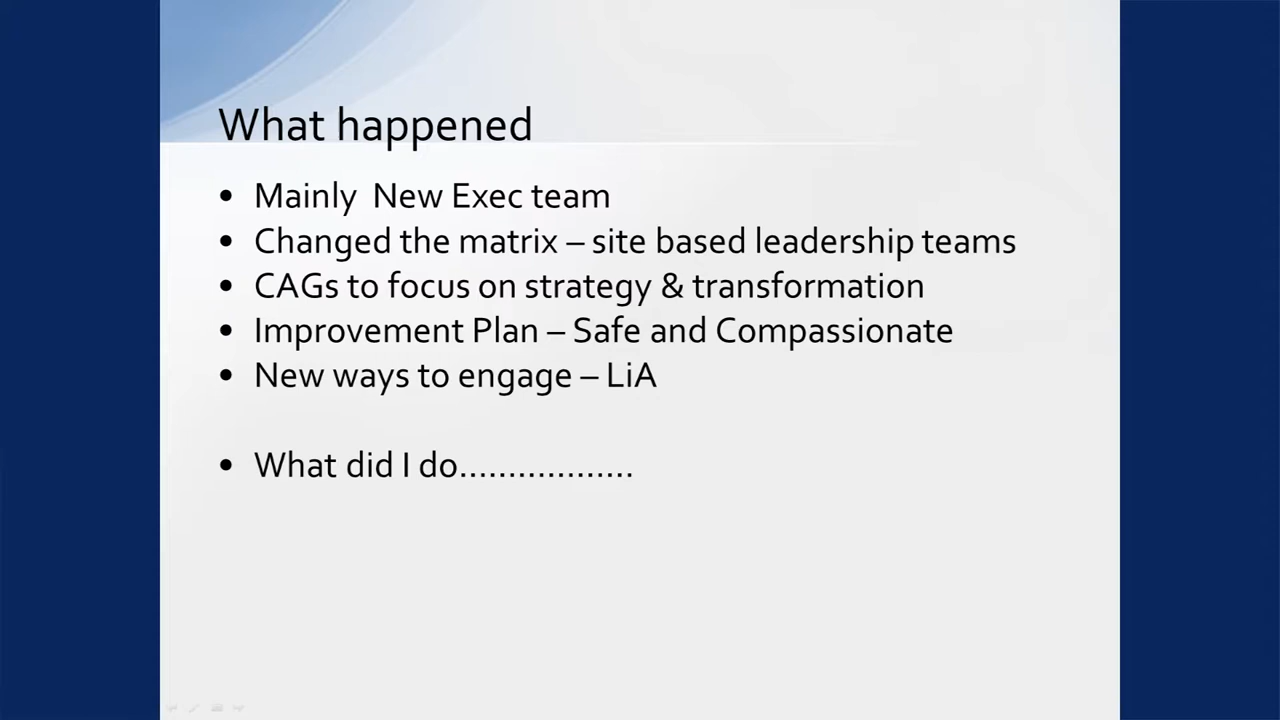 What happened
• Mainly  New Exec team
• Changed the matrix – site based leadership teams
• CAGs to focus on strategy & transformation
• Improvement Plan – Safe and Compassionate
• New ways to engage – LiA
• What did I do………………